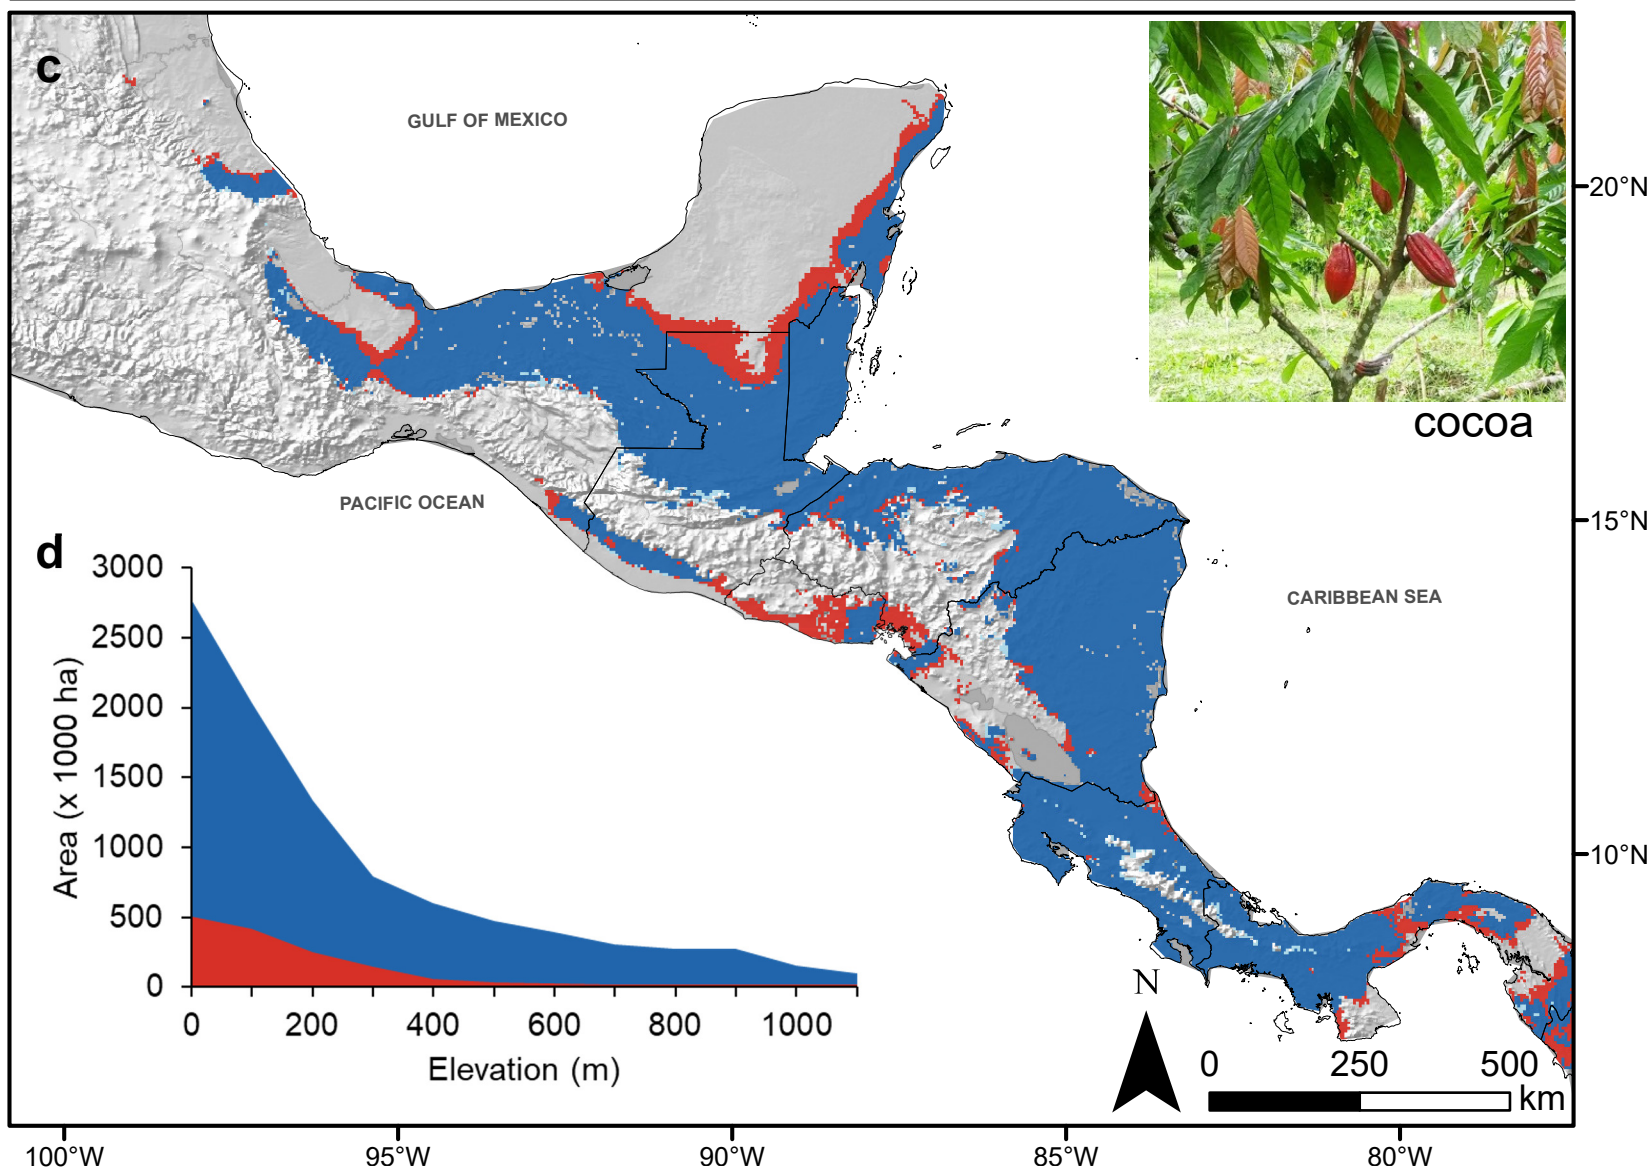 c
GULF OF MEXICO
20°N
cocoa
PACIFIC OCEAN
15°N
d
CARIBBEAN SEA
3000
2500
2000
1500
1000
500
0
Area (x 1000 ha)
0 200 400 600 800 1000
Elevation (m)
10°N
N
0 250 500
km
100°W 95°W 90°W 85°W 80°W